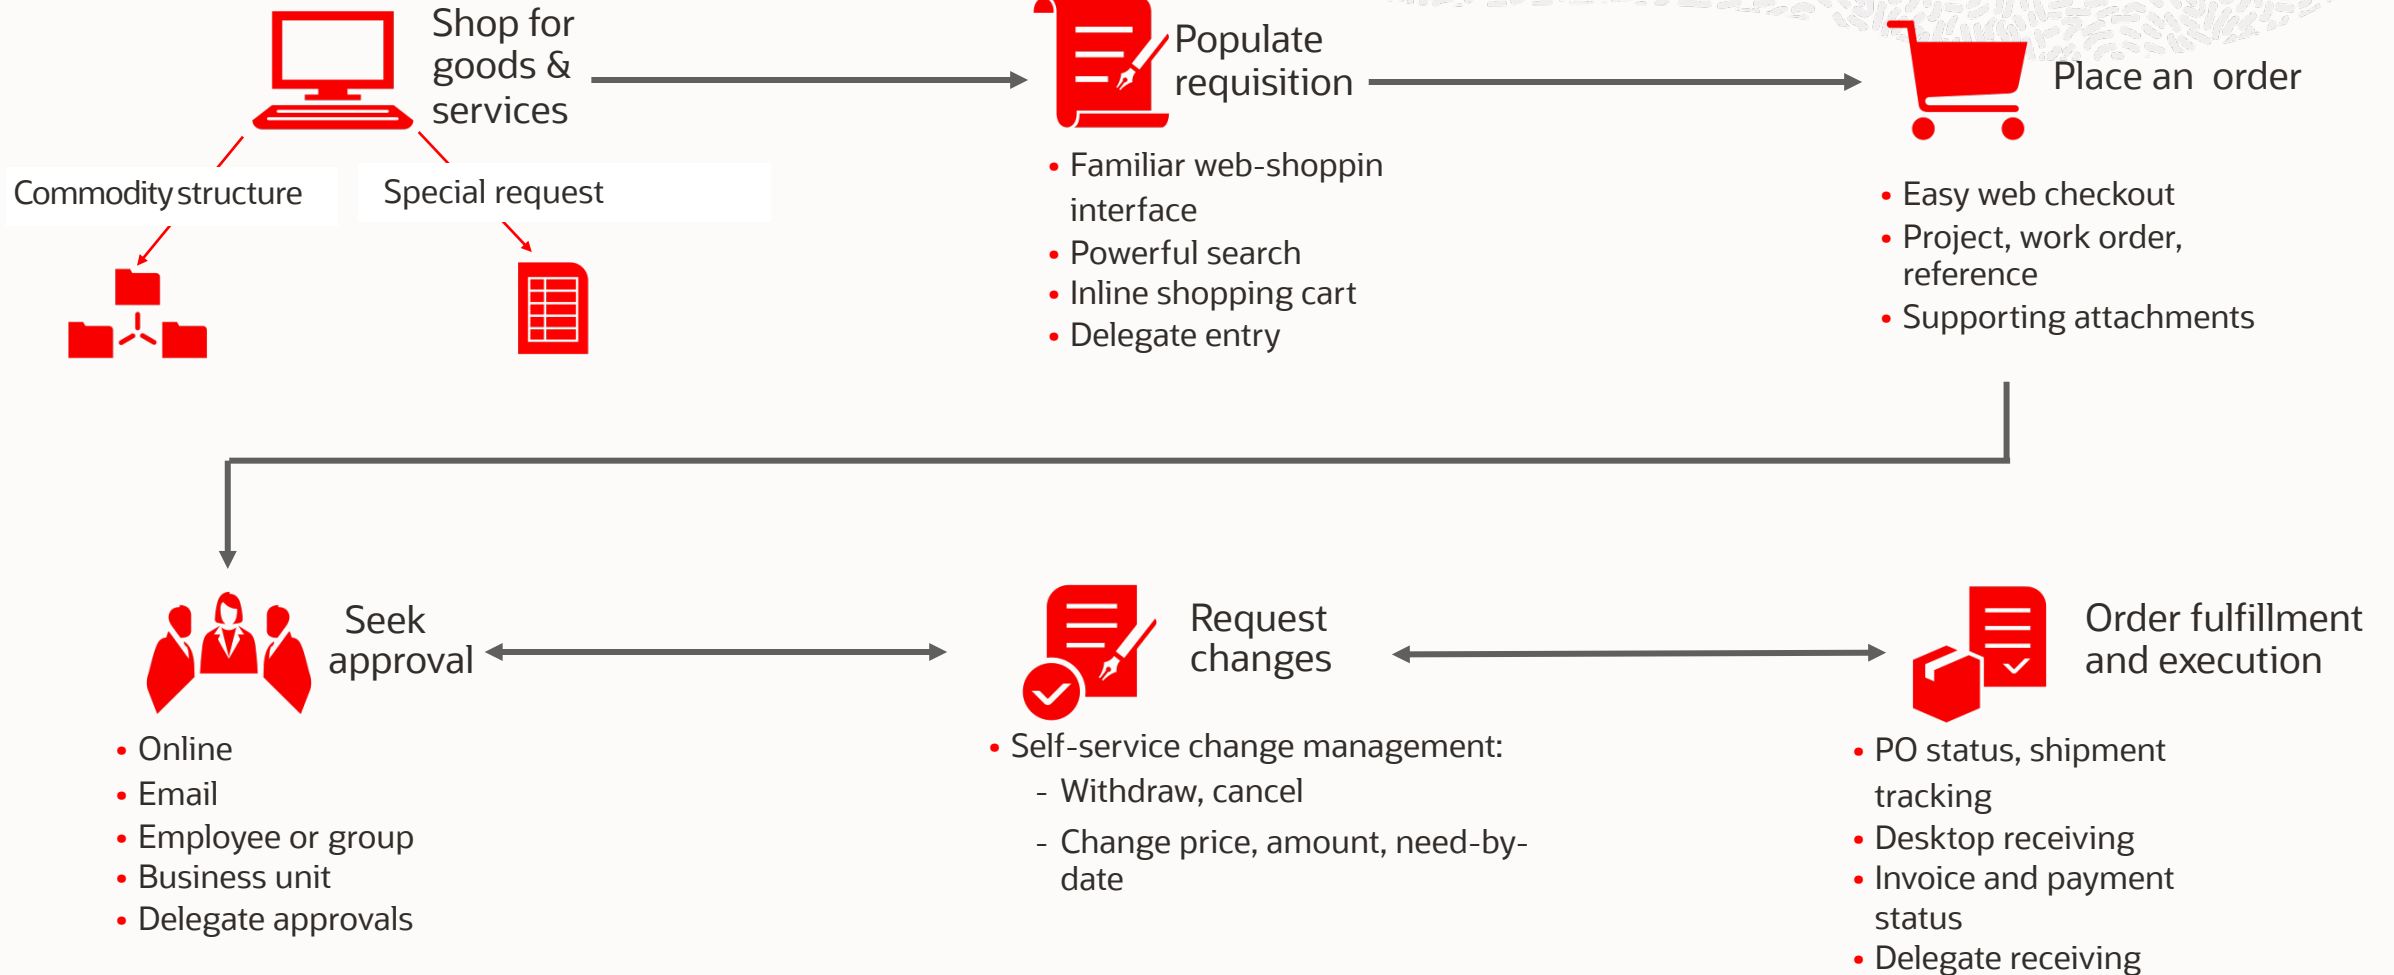 Shop for
goods &
services
Commodity structure
Special request
Populate
requisition
• Familiar web-shoppin
interface
• Powerful search
• Inline shopping cart
• Delegate entry
Place an order
• Easy web checkout
• Project, work order,
reference
• Supporting attachments
Seek
approval
• Online
• Email
• Employee or group
• Business unit
• Delegate approvals
Request
changes
• Self-service change management:
- Withdraw, cancel
- Change price, amount, need-by-
date
Order fulfillment
and execution
• PO status, shipment
tracking
• Desktop receiving
• Invoice and payment
status
• Delegate receiving